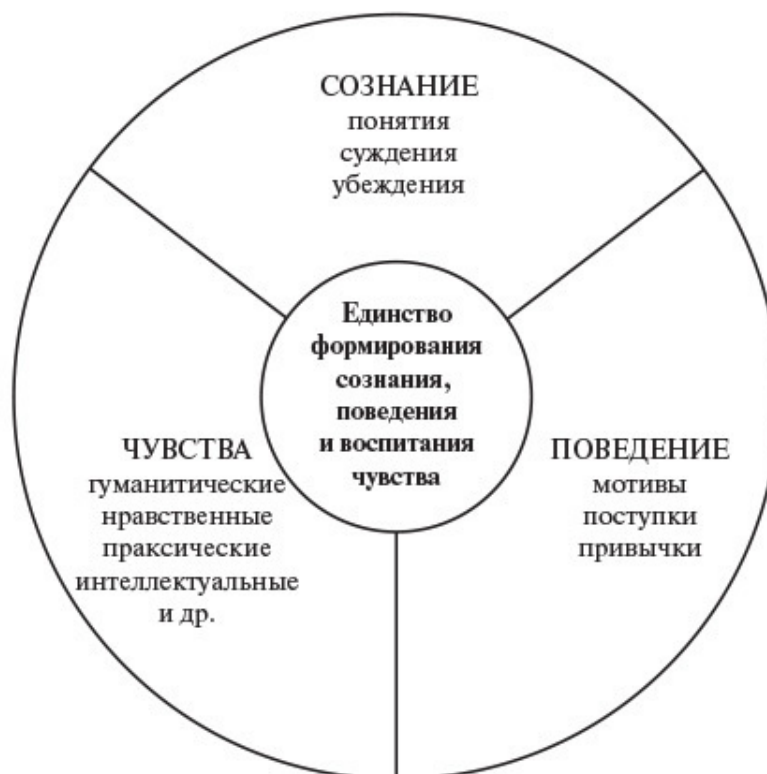 СОЗНАНИЕ
понятия
суждения
убеждения
Единство
формирования
сознания,
поведения
и воспитания
чувства
ЧУВСТВА
гуманитические
нравственные
праксические
интеллектуальные
и др.
ПОВЕДЕНИЕ
мотивы
поступки
привычки